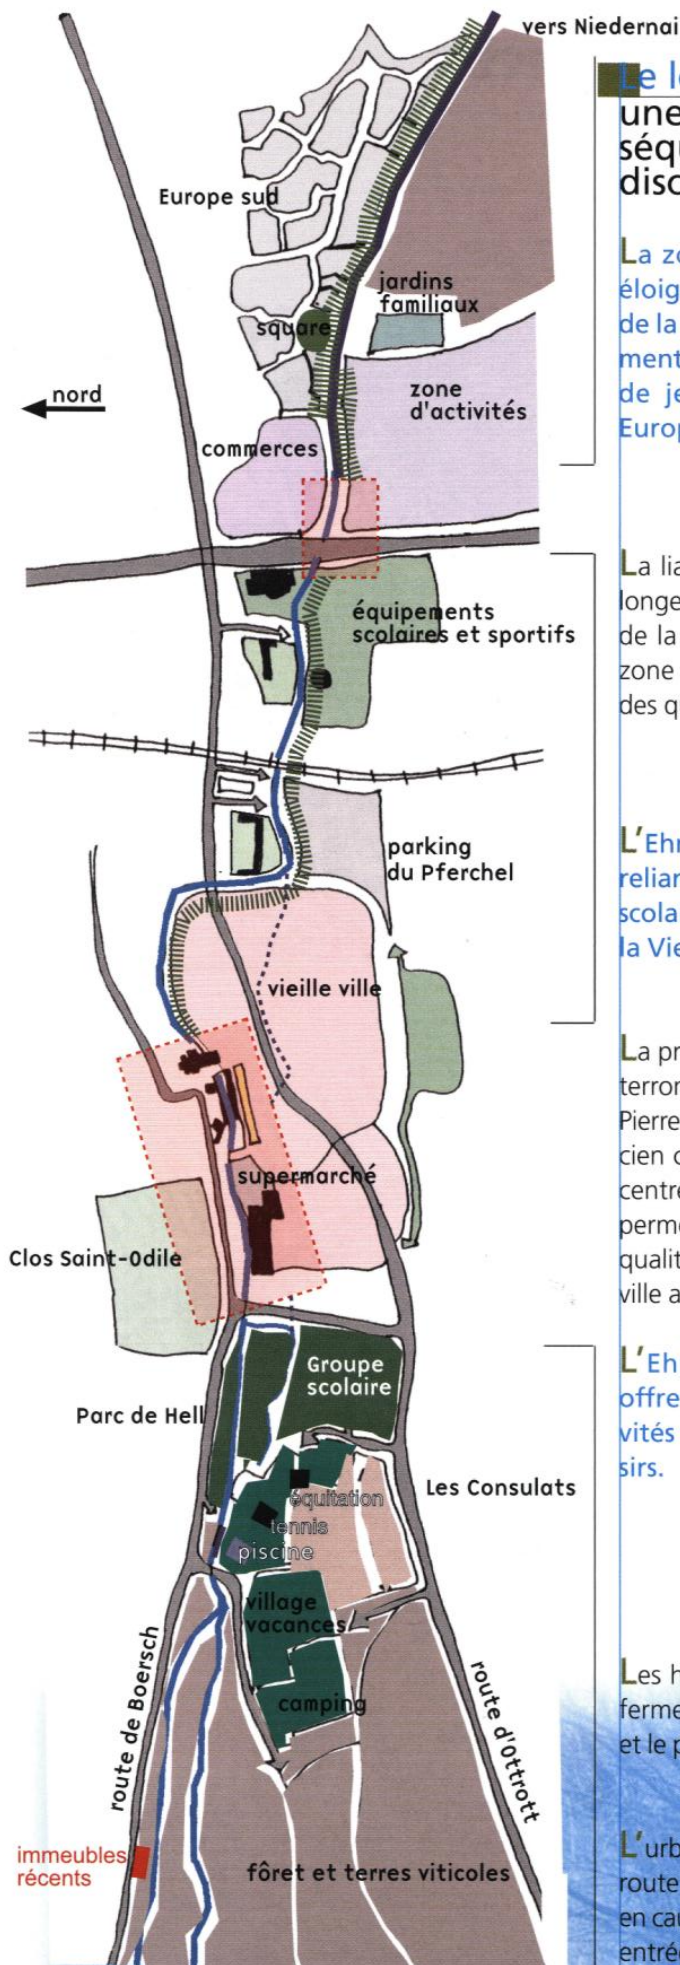 vers Niedernai
Europe sud
jardins
familiaux
square
nord
zone
d'activités
commerces
équipements
scolaires et sportifs
parking
du Pferchel
vieille ville
supermarché
Clos Saint-Odile
Groupe
scolaire
Parc de Hell
Les Consulats
équitation
tennis
piscine
village
vacances
camping
route de Boersch
route d'Ottrott
immeubles
récents
fôret et terres viticoles
Le l
une
séqu
disc
La zo
éloig
de la
ment
de je
Europ
La lia
longe
de la
zone
des q
L'Ehr
reliar
scola
la Vie
La pr
terror
Pierre
cien c
centre
perme
qualit
ville a
L'Eh
offre
vités
sirs.
Les h
ferme
et le p
L'urb
route
en cau
entrée